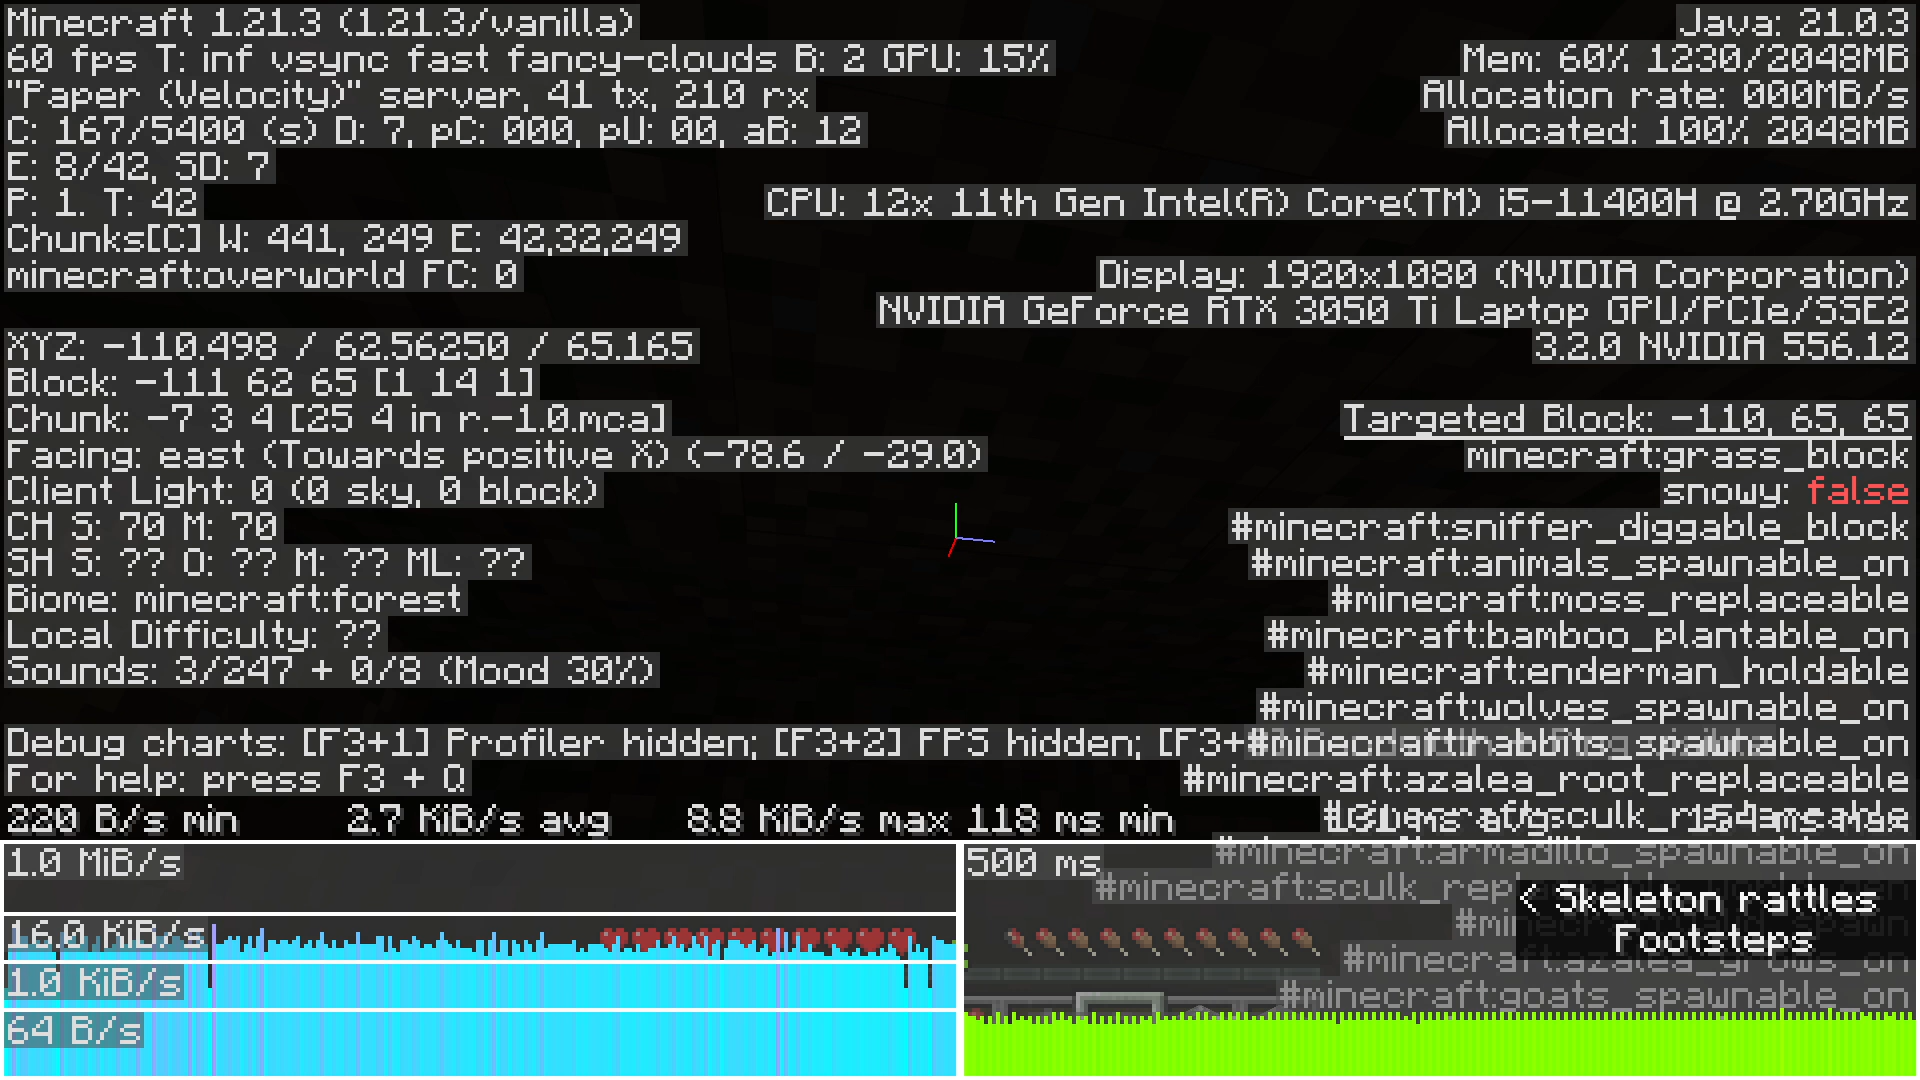 Minecraft 1.21.3 (1.21.3/vanilla)
60 fps T: inf vsync fast fancy-clouds B: 2 GPU: 15%
"Paper (Velocity)" server, 41 tx, 210 rx
C: 167/5400 (s) D: 7, pC: 000, pU: 00, aB: 12
E: 8/42, SD: 7
P: 1. T: 42
Chunks[C] W: 441, 249 E: 42,32,249
minecraft:overworld FC: 0
XYZ: -110.498 / 62.56250 / 65.165
Block: -111 62 65 [1 14 1]
Chunk: -7 3 4 [25 4 in r.-1.0.mca]
Facing: east (Towards positive X) (-78.6 / -29.0)
Client Light: 0 (0 sky, 0 block)
CH S: 70 M: 70
SH S: ?? O: ?? M: ?? ML: ??
Biome: minecraft:forest
Local Difficulty: ??
Sounds: 3/247 + 0/8 (Mood 30%)
Debug charts: [F3+1] Profiler hidden; [F3+2] FPS hidden;
For help: press F3 + Q
Java: 21.0.3
Mem: 60% 1230/2048MB
Allocation rate: 000MB/s
Allocated: 100% 2048MB
CPU: 12x 11th Gen Intel(R) Core(TM) i5-11400H @ 2.70GHz
Display: 1920x1080 (NVIDIA Corporation)
NVIDIA GeForce RTX 3050 Ti Laptop GPU/PCIe/SSE2
3.2.0 NVIDIA 556.12
Targeted Block: -110, 65, 65
minecraft:grass_block
snowy: false
#minecraft:sniffer_diggable_block
#minecraft:animals_spawnable_on
#minecraft:moss_replaceable
#minecraft:bamboo_plantable_on
#minecraft:enderman_holdable
#minecraft:wolves_spawnable_on
#minecraft:rabbits_spawnable_on
#minecraft:azalea_root_replaceable
#minecraft:armadillo_spawnable_on
#minecraft:azalea_grows_on
#minecraft:goats_spawnable_on
220 B/s min 2.7 KiB/s avg 8.8 KiB/s max
118 ms min
1.0 MiB/s
16.0 KiB/s
1.0 KiB/s
64 B/s
500 ms
< Skeleton rattles
Footsteps